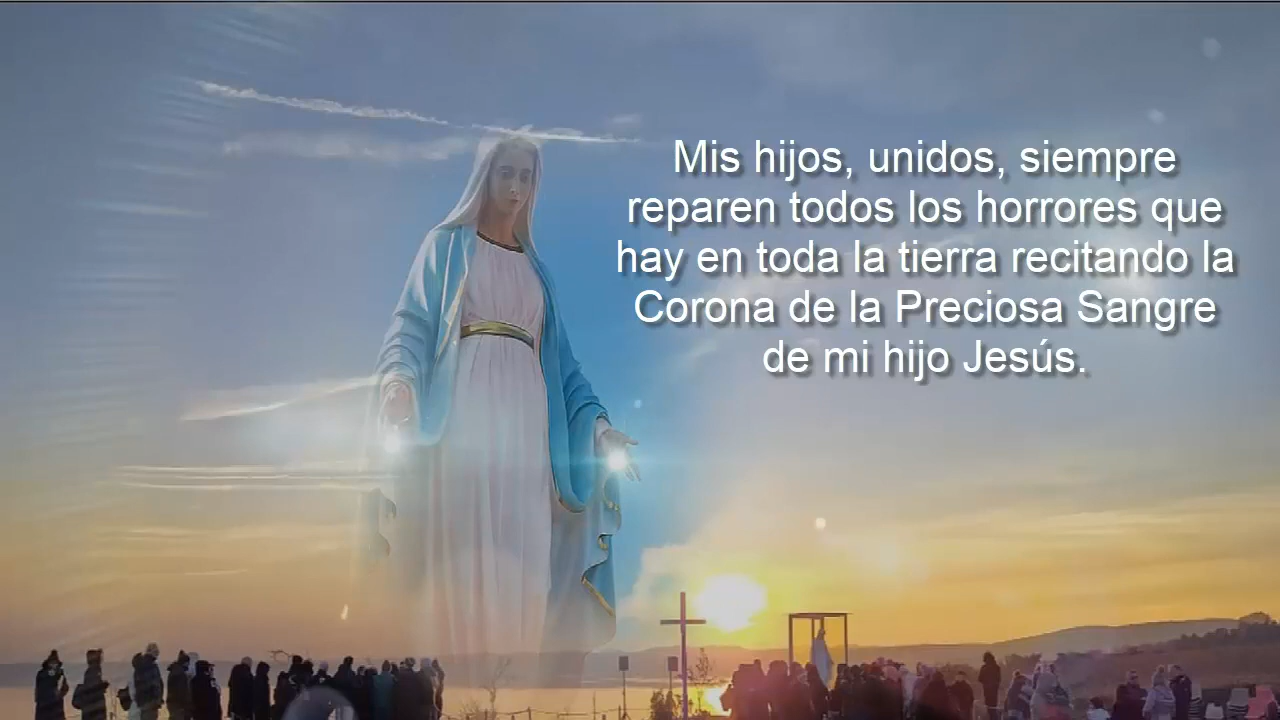 Mis hijos, unidos, siempre
reparen todos los horrores que
hay en toda la tierra recitando la
Corona de la Preciosa Sangre
de mi hijo Jesús.